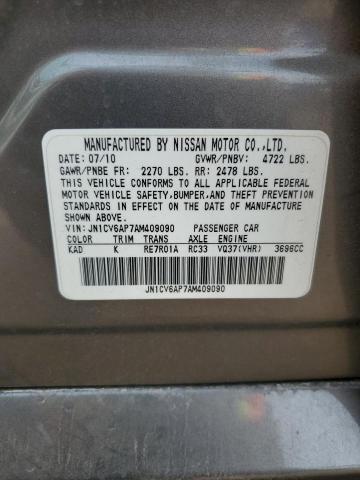 MANUFACTURED BY NISSAN MOTOR CO.,LTD.
DATE: 07/10 GVWR/PNBV: 4722 LBS.
GAWR/PNBE FR: 2270 LBS. RR: 2478 LBS.
THIS VEHICLE CONFORMS TO ALL APPLICABLE FEDERAL
MOTOR VEHICLE SAFETY,BUMPER,AND THEFT PREVENTION
STANDARDS IN EFFECT ON THE DATE OF MANUFACTURE
SHOWN ABOVE.
VIN: JN1CV6AP7AM409090 PASSENGER CAR
COLOR TRIM TRANS AXLE ENGINE
KAD K RE7R01A RC33 VQ37(VHR) 3696CC
JN1CV6AP7AM409090